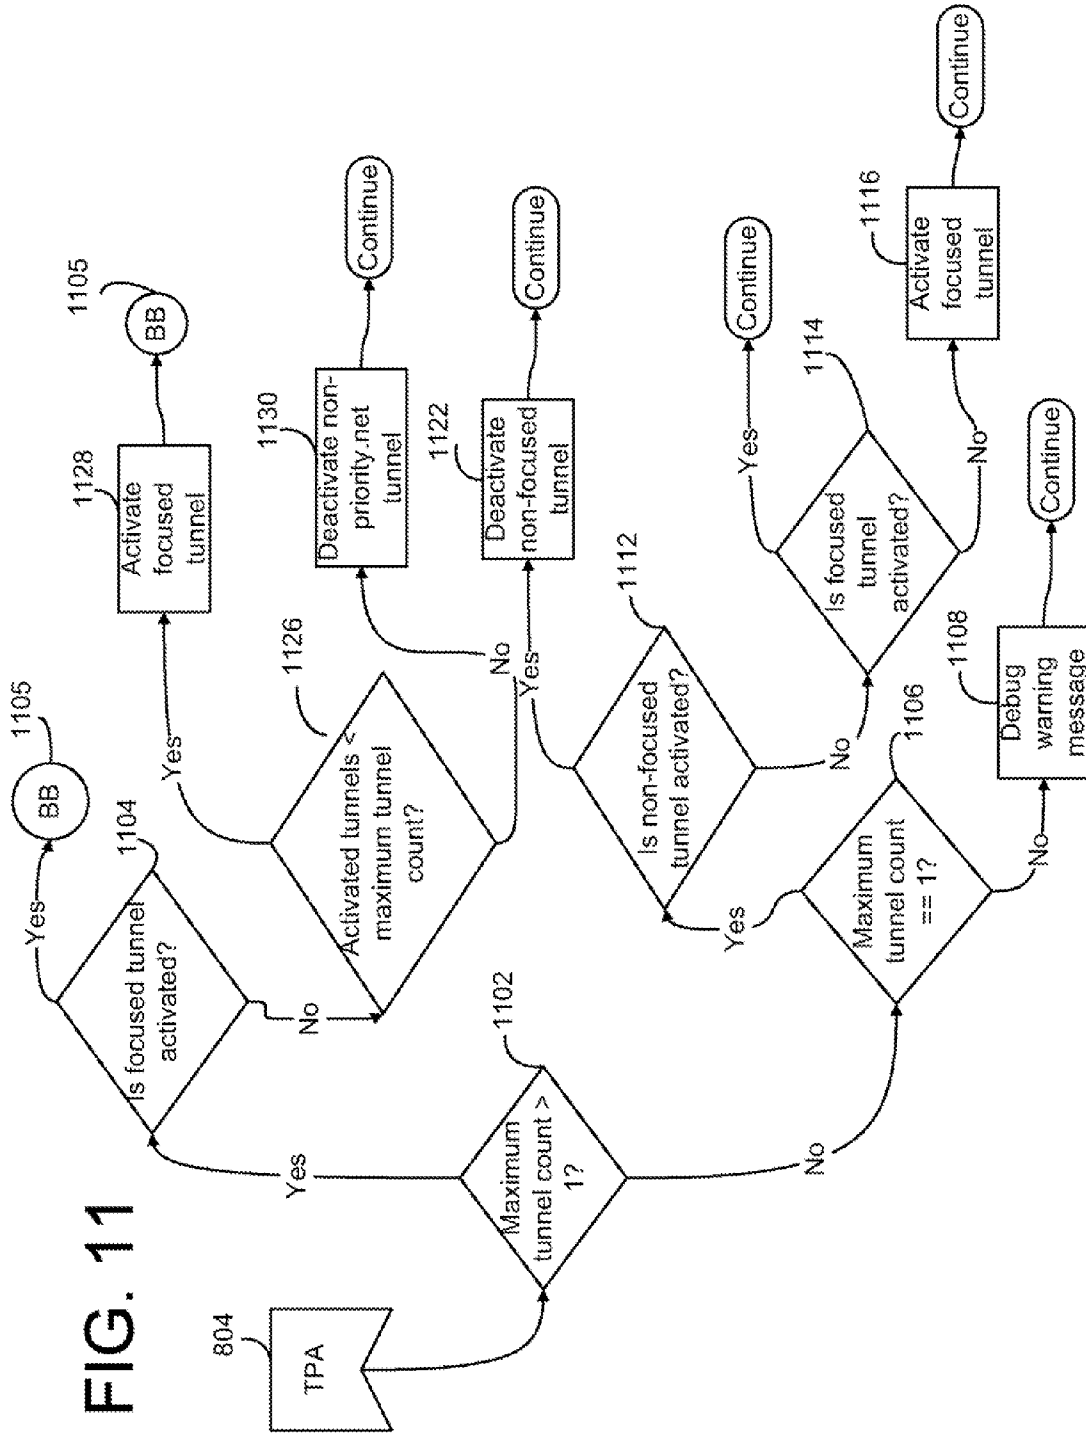 FIG. 11
804
TPA
1102
Maximum
tunnel count >
1?
Yes
No
1104
Is focused tunnel
activated?
Yes
1105
BB
No
1126
Activated tunnels <
maximum tunnel
count?
Yes
1128
Activate
focused
tunnel
1105
BB
No
1130
Deactivate non-
priority.net
tunnel
Continue
1106
Maximum
tunnel count
== 1?
Yes
1112
Is non-focused
tunnel activated?
Yes
1122
Deactivate
non-focused
tunnel
Continue
No
1114
Is focused
tunnel
activated?
Yes
Continue
No
1116
Activate
focused
tunnel
Continue
No
1108
Debug
warning
message
Continue